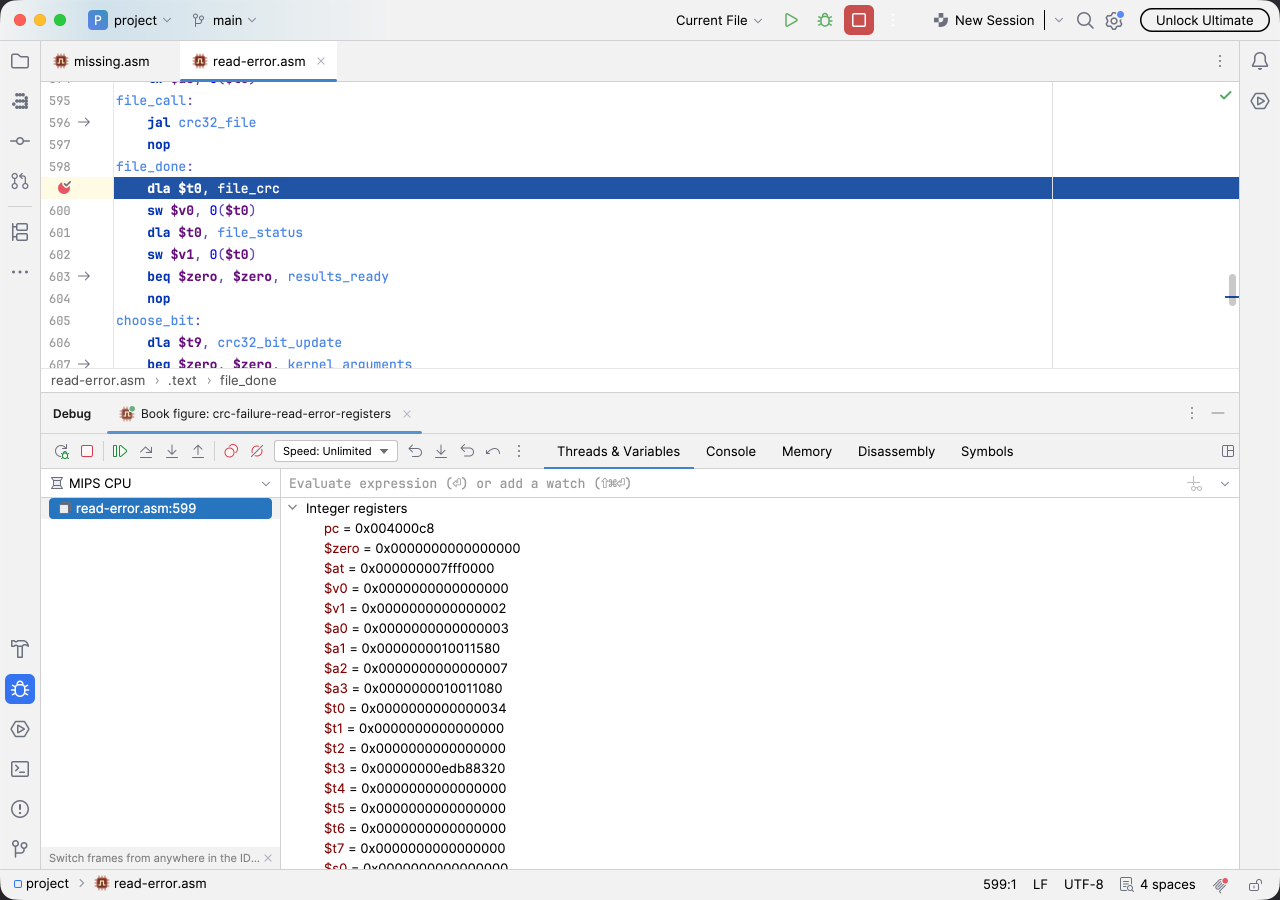 P project main Current File New Session Unlock Ultimate
missing.asm read-error.asm
595 file_call:
596 jal crc32_file
597 nop
598 file_done:
dla $t0, file_crc
600 sw $v0, 0($t0)
601 dla $t0, file_status
602 sw $v1, 0($t0)
603 beq $zero, $zero, results_ready
604 nop
605 choose_bit:
606 dla $t9, crc32_bit_update
607 beq $zero, $zero, kernel_arguments
read-error.asm › .text › file_done
Debug Book figure: crc-failure-read-error-registers
Speed: Unlimited Threads & Variables Console Memory Disassembly Symbols
MIPS CPU
Evaluate expression (⏎) or add a watch (⇧⌘⏎)
read-error.asm:599
Integer registers
pc = 0x004000c8
$zero = 0x0000000000000000
$at = 0x000000007fff0000
$v0 = 0x0000000000000000
$v1 = 0x0000000000000002
$a0 = 0x0000000000000003
$a1 = 0x0000000010011580
$a2 = 0x0000000000000007
$a3 = 0x0000000010011080
$t0 = 0x0000000000000034
$t1 = 0x0000000000000000
$t2 = 0x0000000000000000
$t3 = 0x00000000edb88320
$t4 = 0x0000000000000000
$t5 = 0x0000000000000000
$t6 = 0x0000000000000000
$t7 = 0x0000000000000000
$s0 = 0x0000000000000000
Switch frames from anywhere in the ID...
project › read-error.asm 599:1 LF UTF-8 4 spaces